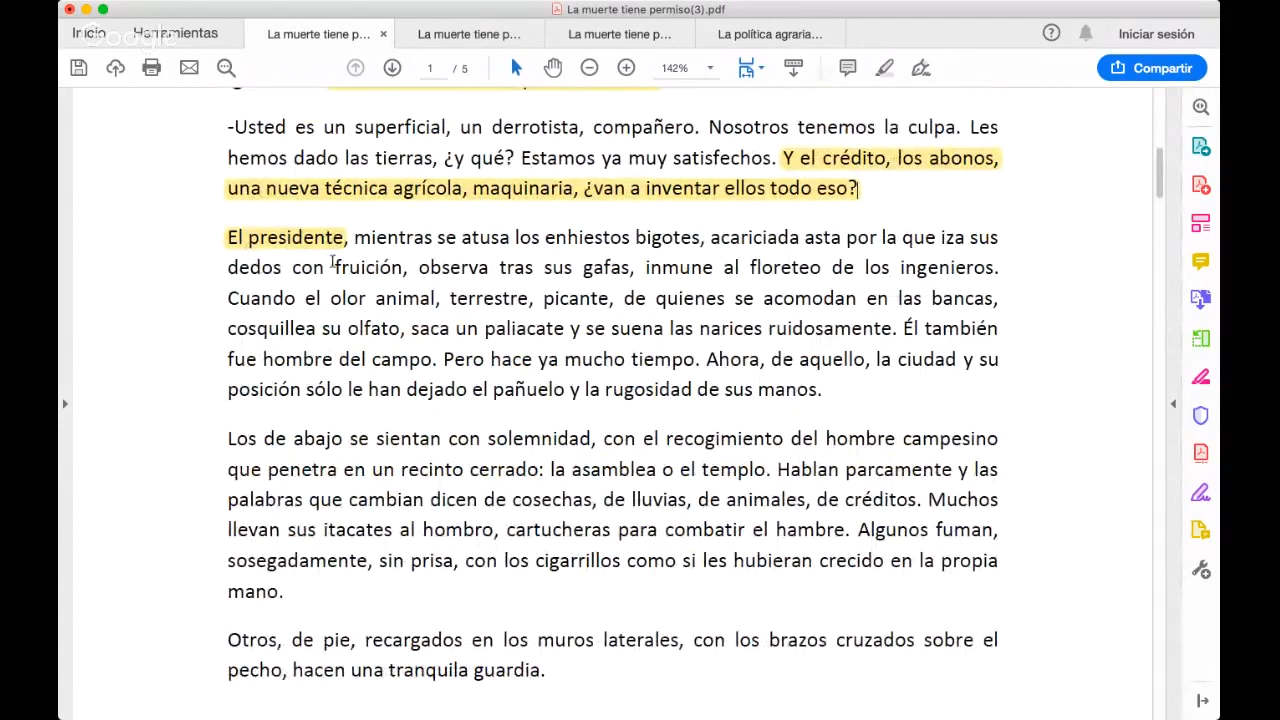 La muerte tiene permiso(3).pdf
Inicio Herramientas La muerte tiene p... × La muerte tiene p... La muerte tiene p... La política agraria... Iniciar sesión
Google
1 / 5 142% Compartir
-Usted es un superficial, un derrotista, compañero. Nosotros tenemos la culpa. Les
hemos dado las tierras, ¿y qué? Estamos ya muy satisfechos. Y el crédito, los abonos,
una nueva técnica agrícola, maquinaria, ¿van a inventar ellos todo eso?
El presidente, mientras se atusa los enhiestos bigotes, acariciada asta por la que iza sus
dedos con fruición, observa tras sus gafas, inmune al floreteo de los ingenieros.
Cuando el olor animal, terrestre, picante, de quienes se acomodan en las bancas,
cosquillea su olfato, saca un paliacate y se suena las narices ruidosamente. Él también
fue hombre del campo. Pero hace ya mucho tiempo. Ahora, de aquello, la ciudad y su
posición sólo le han dejado el pañuelo y la rugosidad de sus manos.
Los de abajo se sientan con solemnidad, con el recogimiento del hombre campesino
que penetra en un recinto cerrado: la asamblea o el templo. Hablan parcamente y las
palabras que cambian dicen de cosechas, de lluvias, de animales, de créditos. Muchos
llevan sus itacates al hombro, cartucheras para combatir el hambre. Algunos fuman,
sosegadamente, sin prisa, con los cigarrillos como si les hubieran crecido en la propia
mano.
Otros, de pie, recargados en los muros laterales, con los brazos cruzados sobre el
pecho, hacen una tranquila guardia.